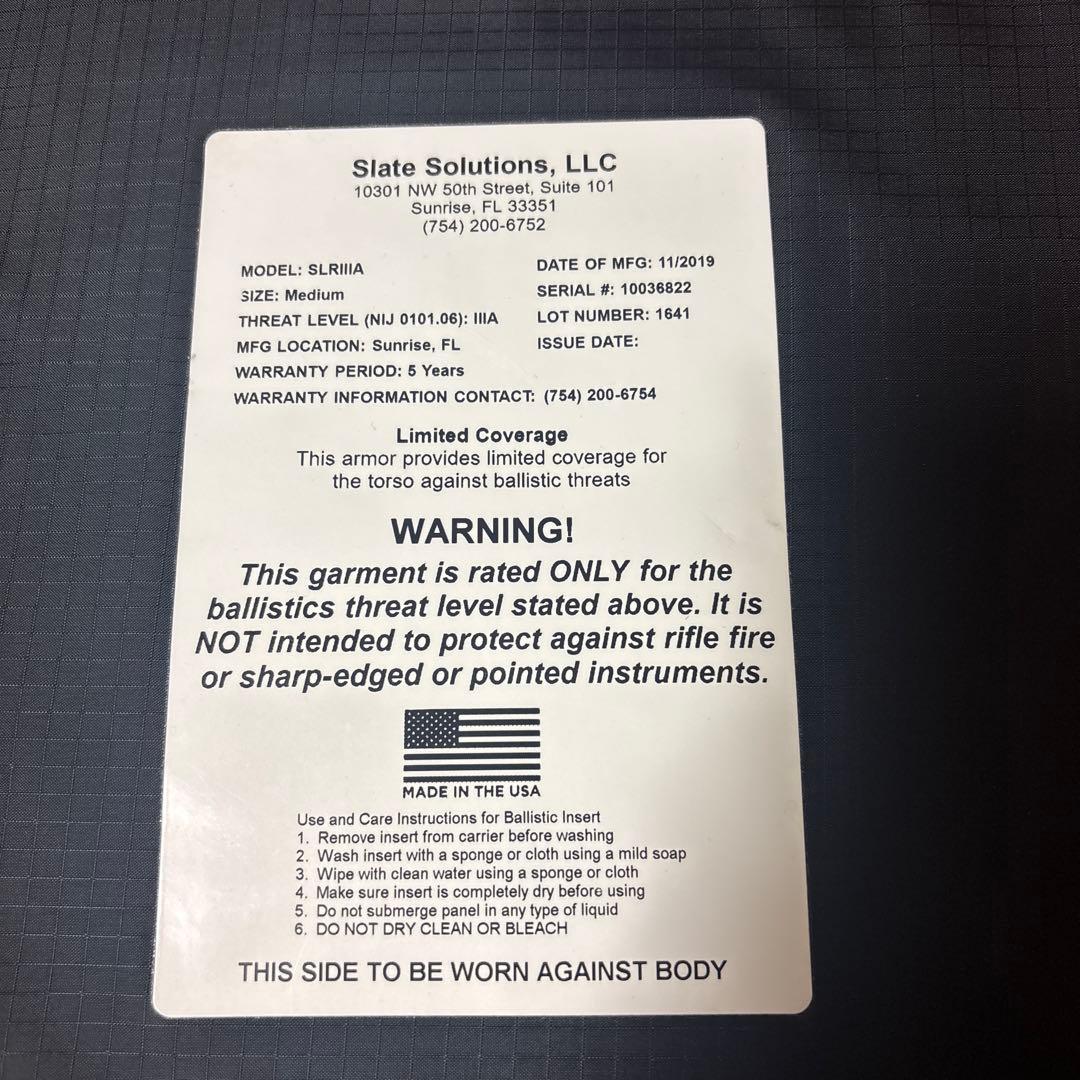 Slate Solutions, LLC
10301 NW 50th Street, Suite 101
Sunrise, FL 33351
(754) 200-6752
MODEL: SLRIIIA
SIZE: Medium
THREAT LEVEL (NIJ 0101.06): IIIA
MFG LOCATION: Sunrise, FL
WARRANTY PERIOD: 5 Years
WARRANTY INFORMATION CONTACT: (754) 200-6754
DATE OF MFG: 11/2019
SERIAL #: 10036822
LOT NUMBER: 1641
ISSUE DATE:
Limited Coverage
This armor provides limited coverage for
the torso against ballistic threats
WARNING!
This garment is rated ONLY for the
ballistics threat level stated above. It is
NOT intended to protect against rifle fire
or sharp-edged or pointed instruments.
MADE IN THE USA
Use and Care Instructions for Ballistic Insert
1. Remove insert from carrier before washing
2. Wash insert with a sponge or cloth using a mild soap
3. Wipe with clean water using a sponge or cloth
4. Make sure insert is completely dry before using
5. Do not submerge panel in any type of liquid
6. DO NOT DRY CLEAN OR BLEACH
THIS SIDE TO BE WORN AGAINST BODY